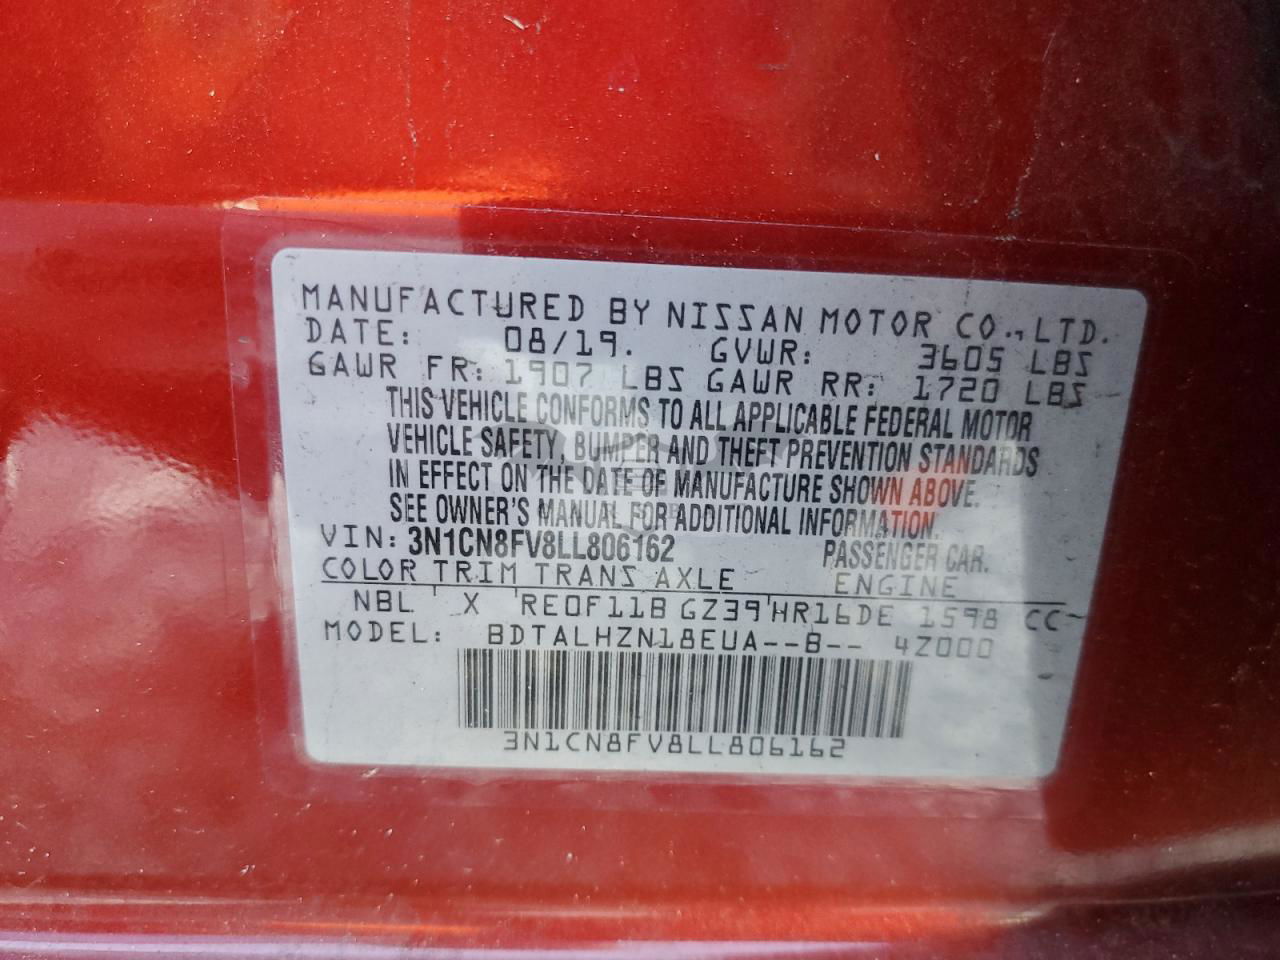 MANUFACTURED BY NISSAN MOTOR CO., LTD.
DATE: 08/19. GVWR: 3605 LBS
GAWR FR: 1907 LBS GAWR RR: 1720 LBS
THIS VEHICLE CONFORMS TO ALL APPLICABLE FEDERAL MOTOR
VEHICLE SAFETY, BUMPER AND THEFT PREVENTION STANDARDS
IN EFFECT ON THE DATE OF MANUFACTURE SHOWN ABOVE.
SEE OWNER'S MANUAL FOR ADDITIONAL INFORMATION.
VIN: 3N1CN8FV8LL806162 PASSENGER CAR.
COLOR TRIM TRANS AXLE ENGINE
NBL X RE0F11B GZ39 HR16DE 1598 CC
MODEL: BDTALHZN18EUA--B-- 4Z000
3N1CN8FV8LL806162